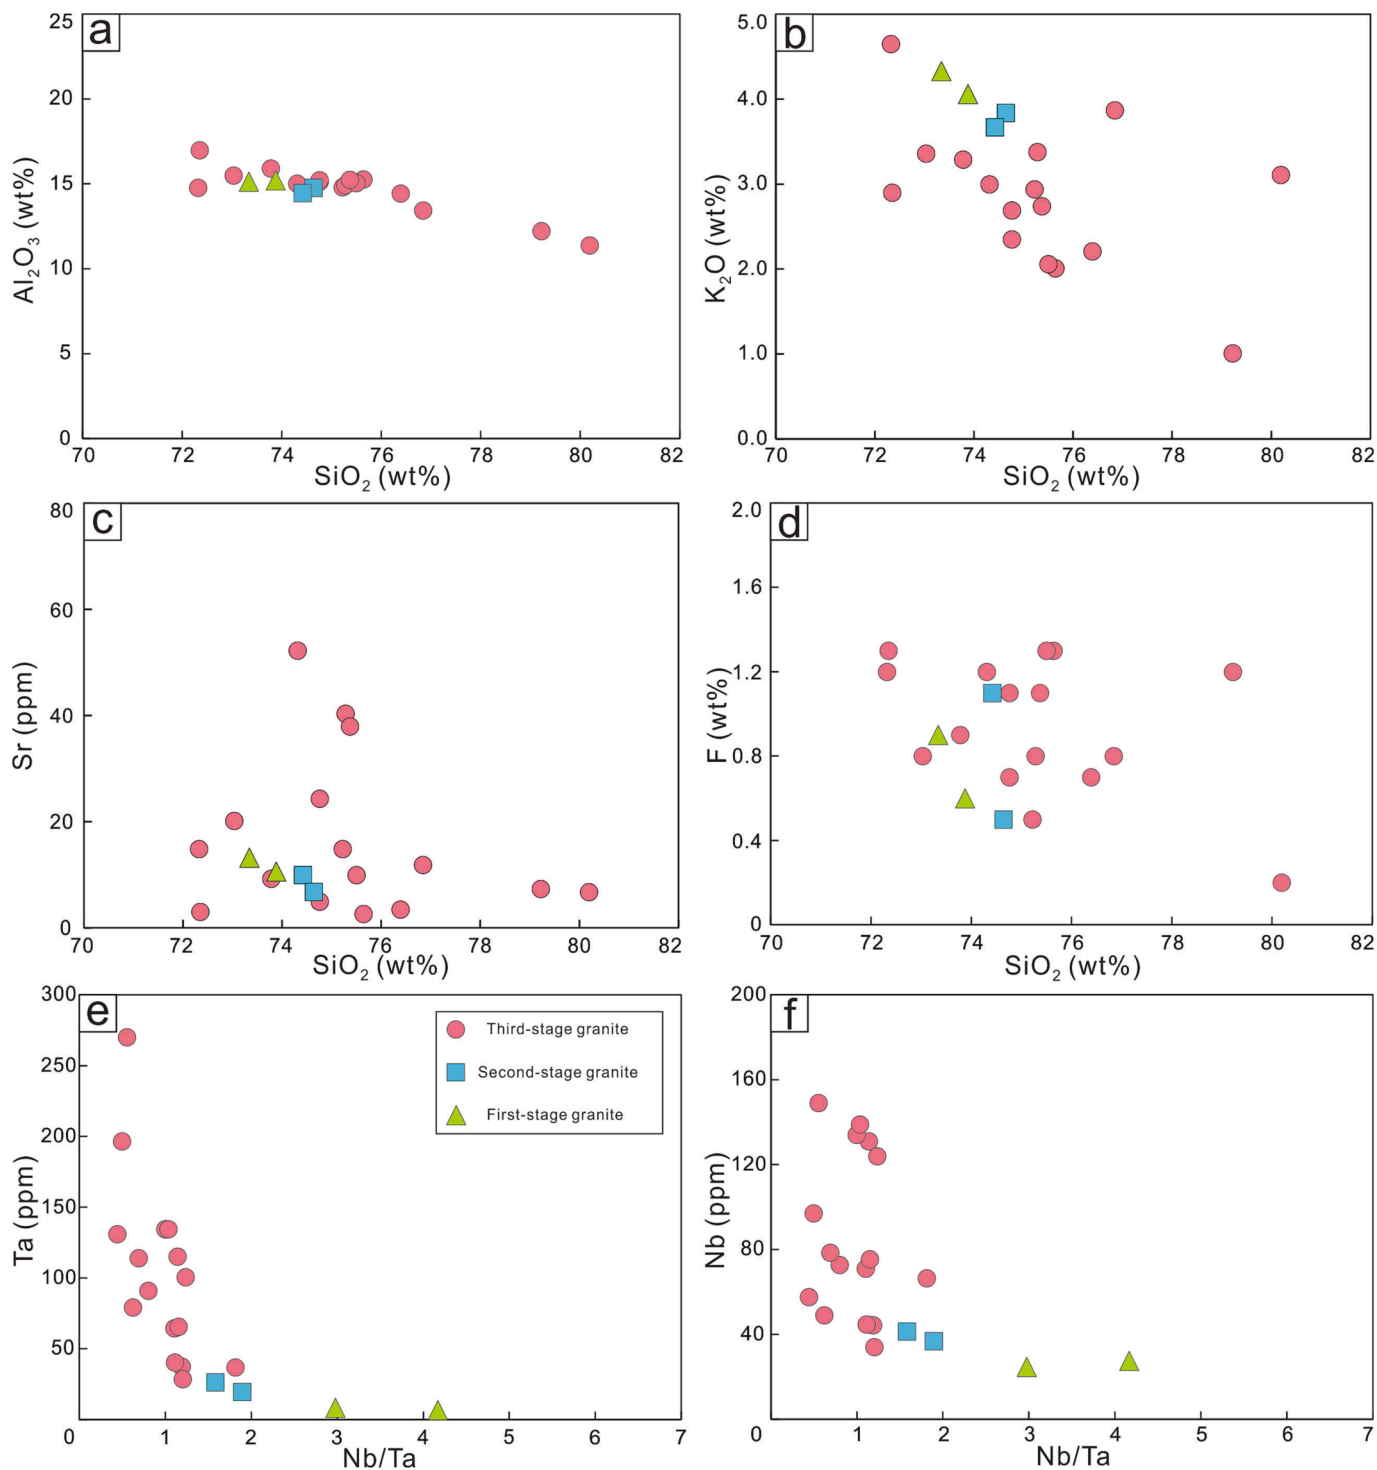 a
25
20
15
10
5
0
Al₂O₃ (wt%)
70 72 74 76 78 80 82
SiO₂ (wt%)
b
5.0
4.0
3.0
2.0
1.0
0.0
K₂O (wt%)
70 72 74 76 78 80 82
SiO₂ (wt%)
c
80
60
40
20
0
Sr (ppm)
70 72 74 76 78 80 82
SiO₂ (wt%)
d
2.0
1.6
1.2
0.8
0.4
0
F (wt%)
70 72 74 76 78 80 82
SiO₂ (wt%)
e
300
250
200
150
100
50
Ta (ppm)
Third-stage granite
Second-stage granite
First-stage granite
0 1 2 3 4 5 6 7
Nb/Ta
f
200
160
120
80
40
Nb (ppm)
0 1 2 3 4 5 6 7
Nb/Ta